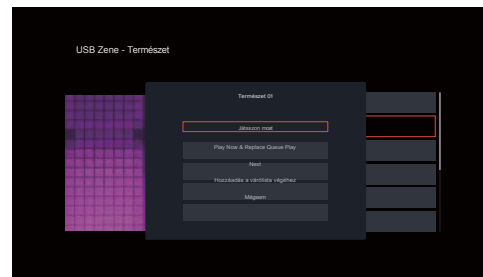 USB Zene - Természet
Természet 01
Játsszon most
Play Now & Replace Queue Play
Next
Hozzáadás a várólista végéhez
Mégsem